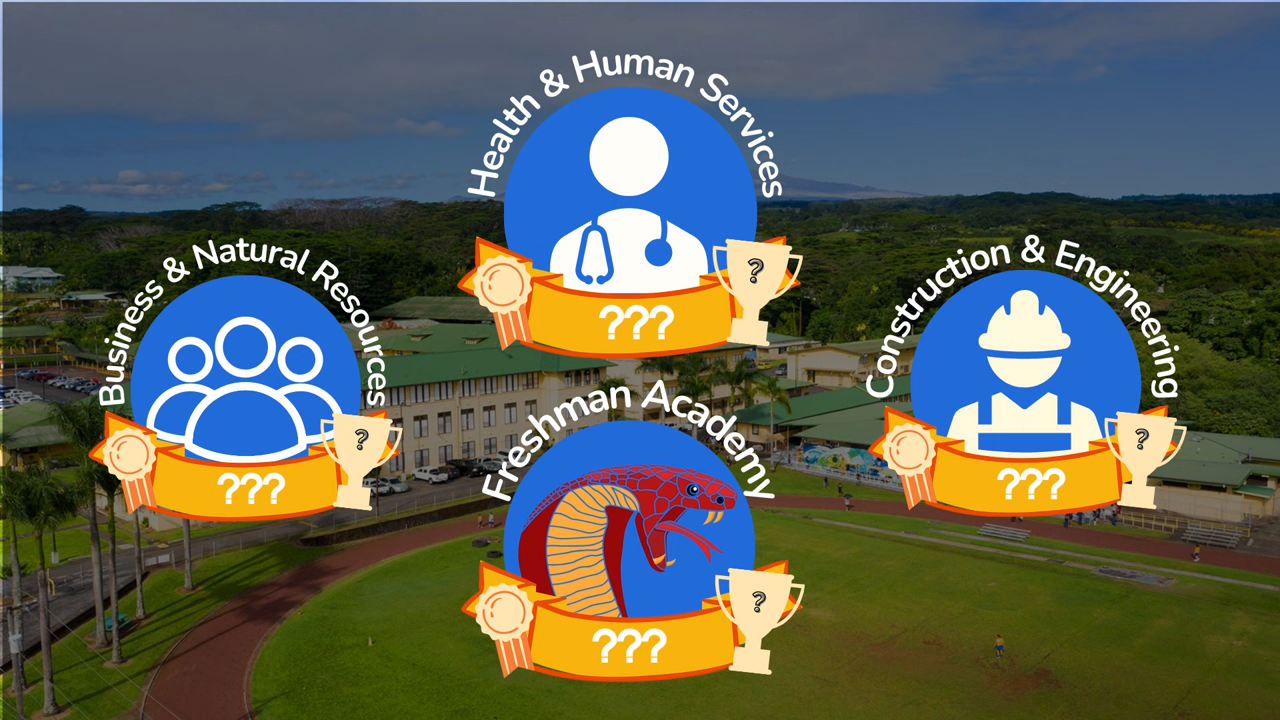 Health & Human Services
?
???
Business & Natural Resources
?
???
Construction & Engineering
?
???
Freshman Academy
?
???